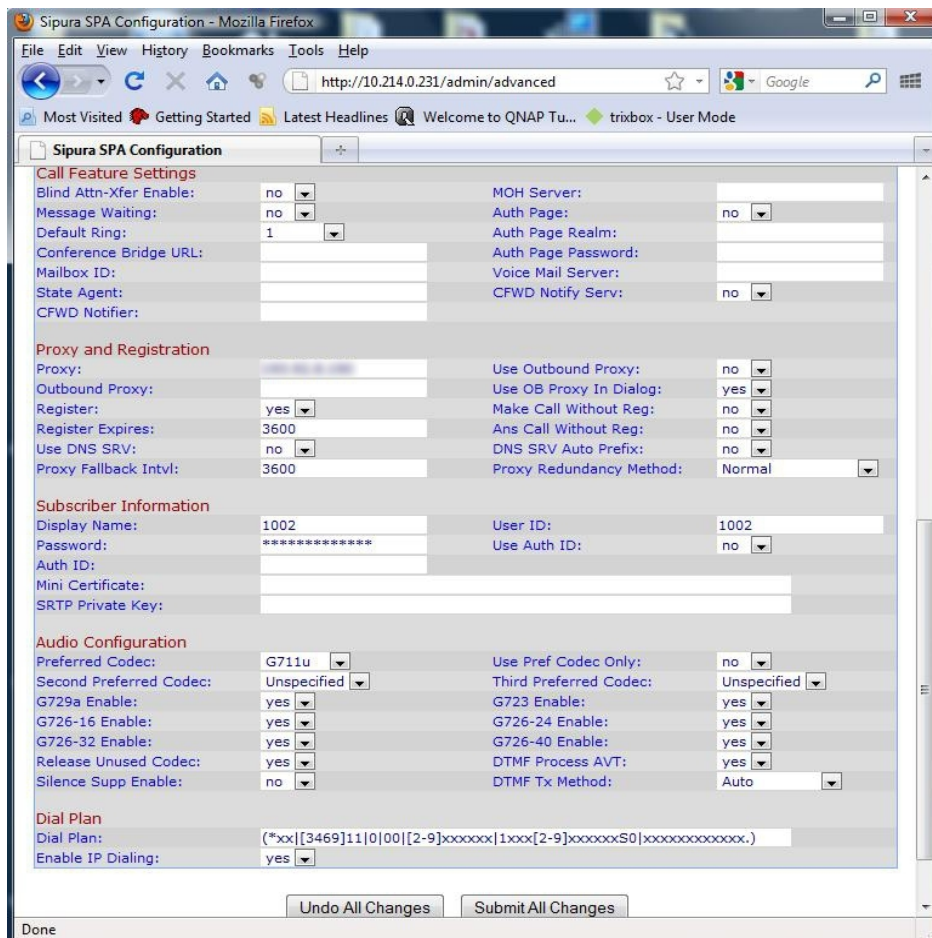 Sipura SPA Configuration - Mozilla Firefox
File Edit View History Bookmarks Tools Help
http://10.214.0.231/admin/advanced Google
Most Visited Getting Started Latest Headlines Welcome to QNAP Tu... trixbox - User Mode
Sipura SPA Configuration
Call Feature Settings
Blind Attn-Xfer Enable: no MOH Server:
Message Waiting: no Auth Page: no
Default Ring: 1 Auth Page Realm:
Conference Bridge URL: Auth Page Password:
Mailbox ID: Voice Mail Server:
State Agent: CFWD Notify Serv: no
CFWD Notifier:
Proxy and Registration
Proxy: Use Outbound Proxy: no
Outbound Proxy: Use OB Proxy In Dialog: yes
Register: yes Make Call Without Reg: no
Register Expires: 3600 Ans Call Without Reg: no
Use DNS SRV: no DNS SRV Auto Prefix: no
Proxy Fallback Intvl: 3600 Proxy Redundancy Method: Normal
Subscriber Information
Display Name: 1002 User ID: 1002
Password: ************* Use Auth ID: no
Auth ID:
Mini Certificate:
SRTP Private Key:
Audio Configuration
Preferred Codec: G711u Use Pref Codec Only: no
Second Preferred Codec: Unspecified Third Preferred Codec: Unspecified
G729a Enable: yes G723 Enable: yes
G726-16 Enable: yes G726-24 Enable: yes
G726-32 Enable: yes G726-40 Enable: yes
Release Unused Codec: yes DTMF Process AVT: yes
Silence Supp Enable: no DTMF Tx Method: Auto
Dial Plan
Dial Plan: (*xx|[3469]11|0|00|[2-9]xxxxxx|1xxx[2-9]xxxxxxS0|xxxxxxxxxxxx.)
Enable IP Dialing: yes
Undo All Changes Submit All Changes
Done